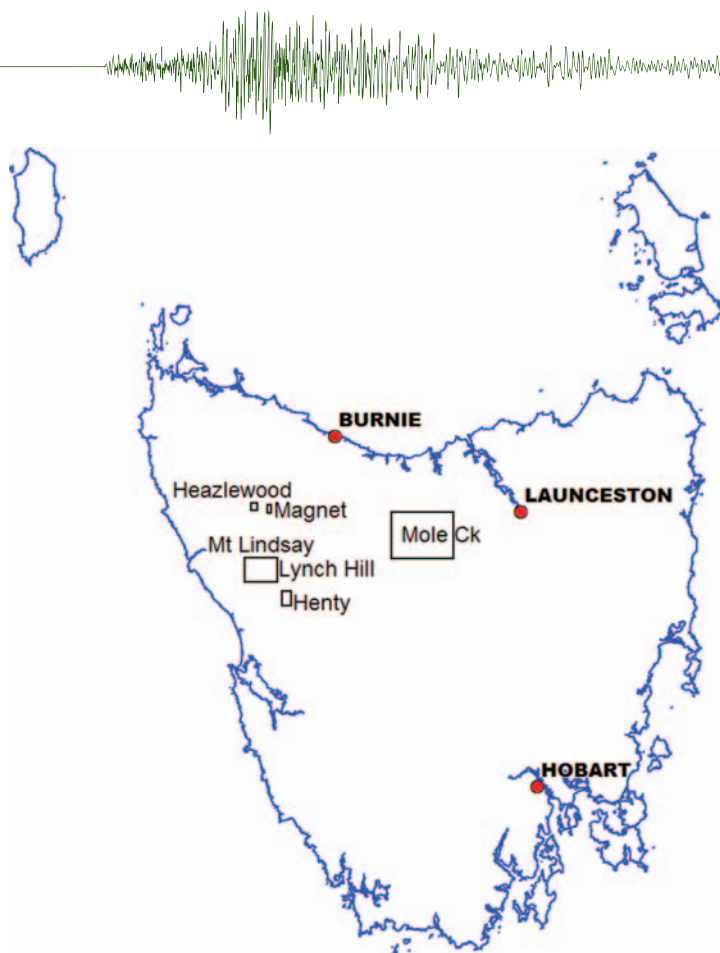 BURNIE
Heazlewood
LAUNCESTON
Magnet
Mole Ck
Mt Lindsay
Lynch Hill
Henty
HOBART